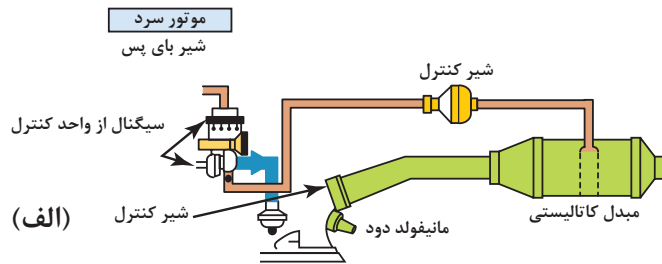 موتور سرد
شیر بای پس
شیر کنترل
سیگنال از واحد کنترل
شیر کنترل
مانیفولد دود
مبدل کاتالیستی
(الف)